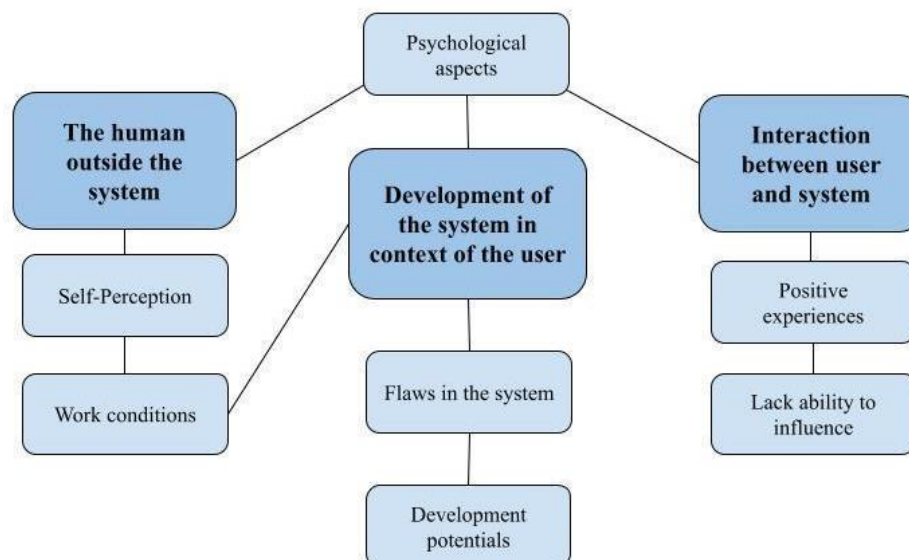 Psychological
aspects
The human
outside the
system
Development of
the system in
context of the user
Interaction
between user
and system
Self-Perception
Work conditions
Flaws in the system
Development
potentials
Positive
experiences
Lack ability to
influence